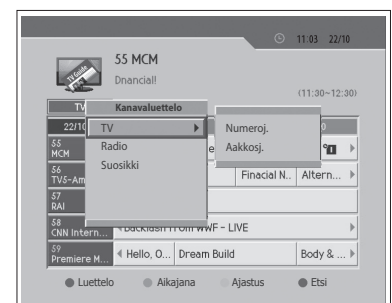 11:03 22/10
55 MCM
TV Guide
Dnancial!
(11:30~12:30)
TV
Kanavaluettelo
22/10
TV
Numeroj.
55
MCM
Radio
Aakkosj.
56
TV5-Am
Suosikki
Finacial N..
Altern...
57
RAI
58
CNN Intern...
Backlash from WWF – LIVE
59
Premiere M...
Hello, O...
Dream Build
Body & ...
Luettelo
Aikajana
Ajastus
Etsi